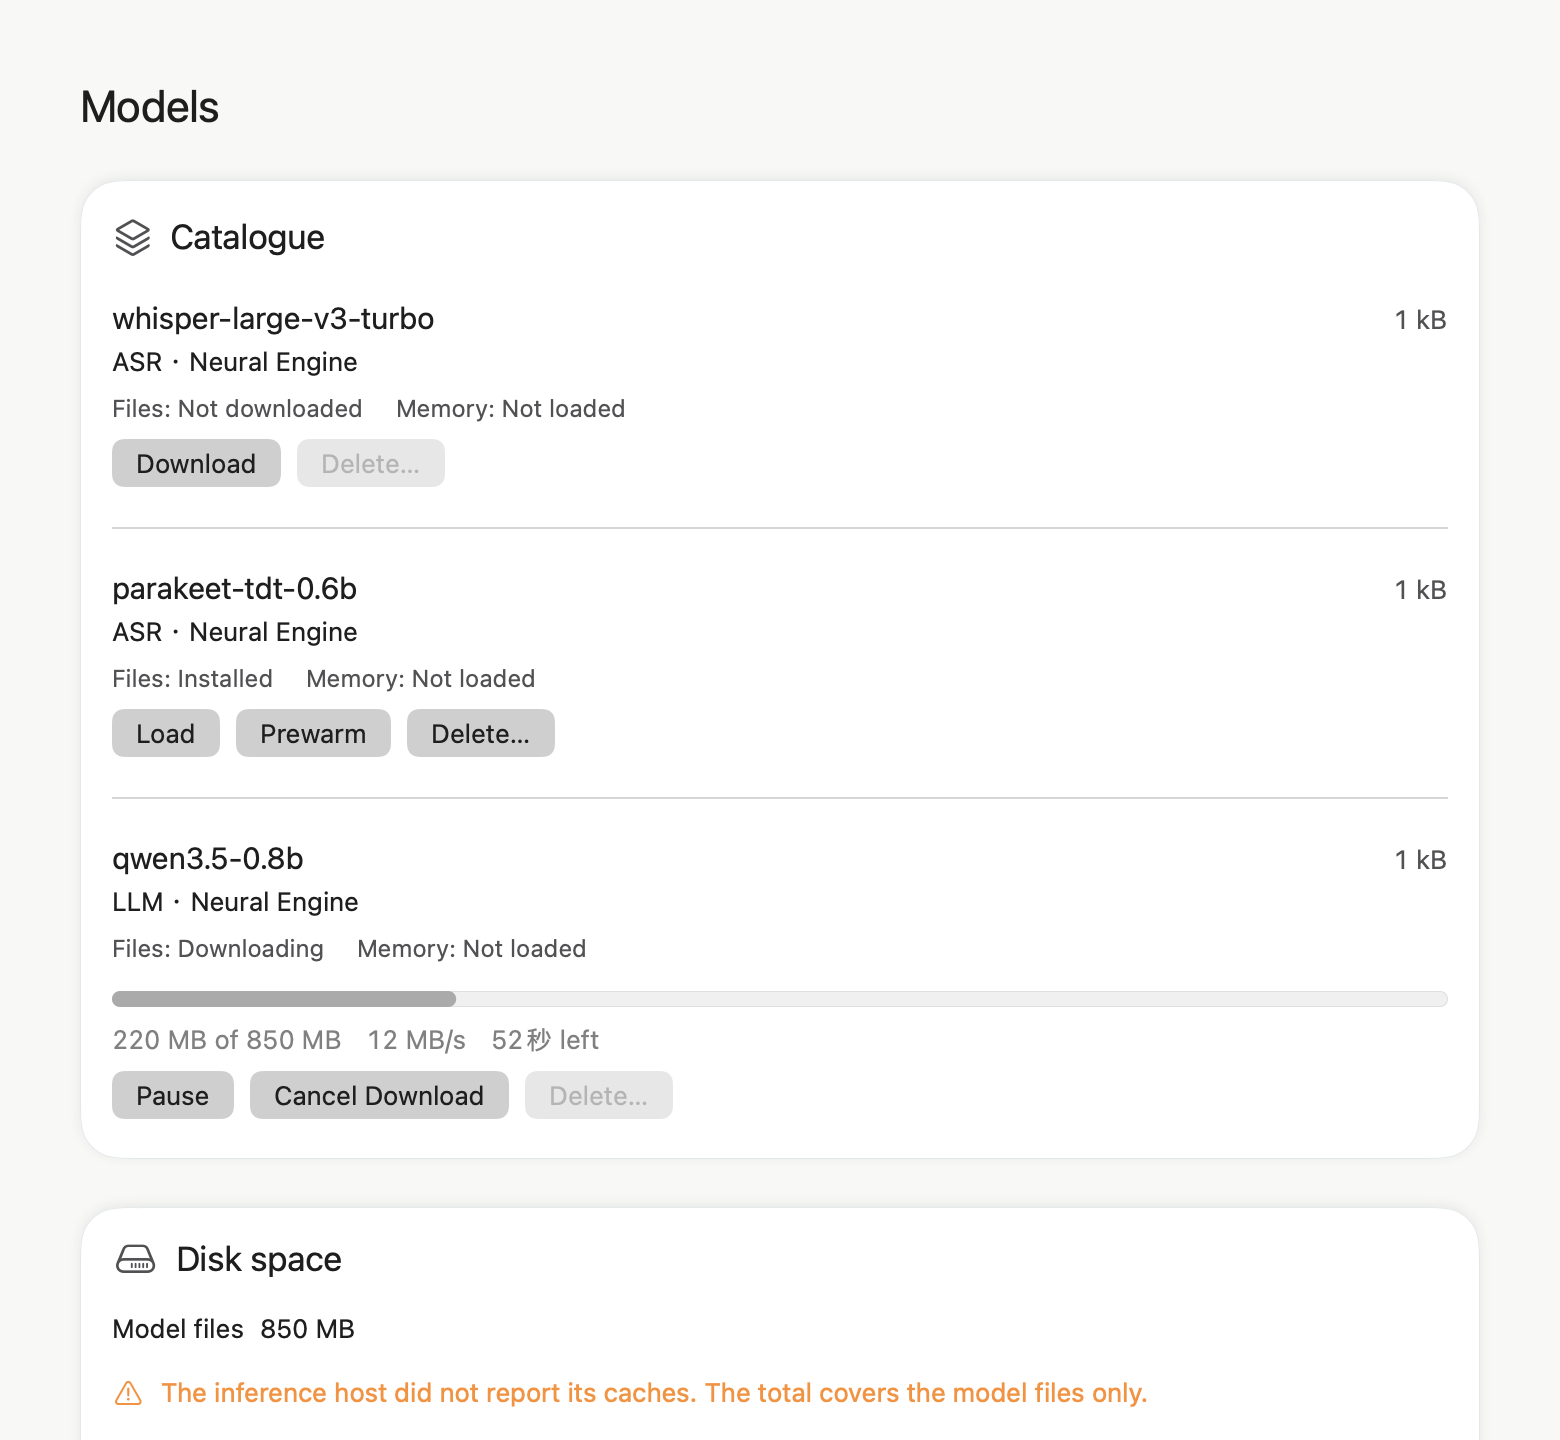 Models
Catalogue
whisper-large-v3-turbo 1 kB
ASR · Neural Engine
Files: Not downloaded Memory: Not loaded
Download Delete...
parakeet-tdt-0.6b 1 kB
ASR · Neural Engine
Files: Installed Memory: Not loaded
Load Prewarm Delete...
qwen3.5-0.8b 1 kB
LLM · Neural Engine
Files: Downloading Memory: Not loaded
220 MB of 850 MB 12 MB/s 52秒 left
Pause Cancel Download Delete...
Disk space
Model files 850 MB
The inference host did not report its caches. The total covers the model files only.